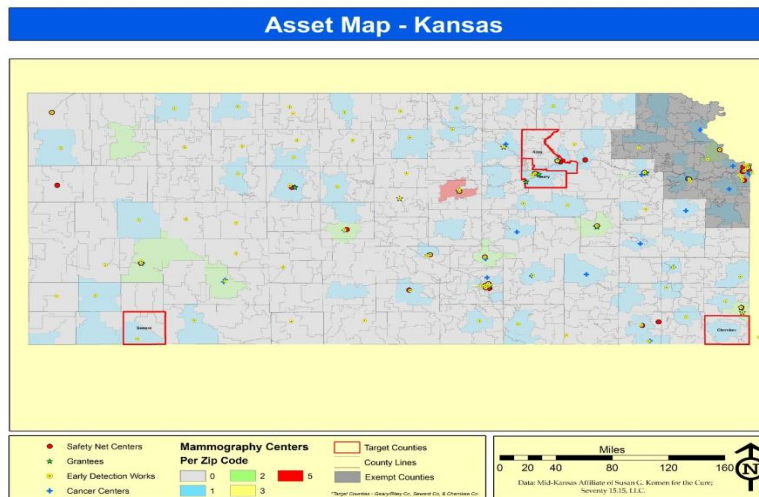 Asset Map - Kansas
Riley
Geary
Seward
Cherokee
Safety Net Centers
Grantees
Early Detection Works
Cancer Centers
Mammography Centers
Per Zip Code
0
2
5
1
3
Target Counties
County Lines
Exempt Counties
*Target Counties - Geary/Riley Co, Seward Co, & Cherokee Co.
Miles
0 10 20 40 80 120 160
N
Data: Mid-Kansas Affiliate of Susan G. Komen for the Cure;
Seventy 15.15, LLC.